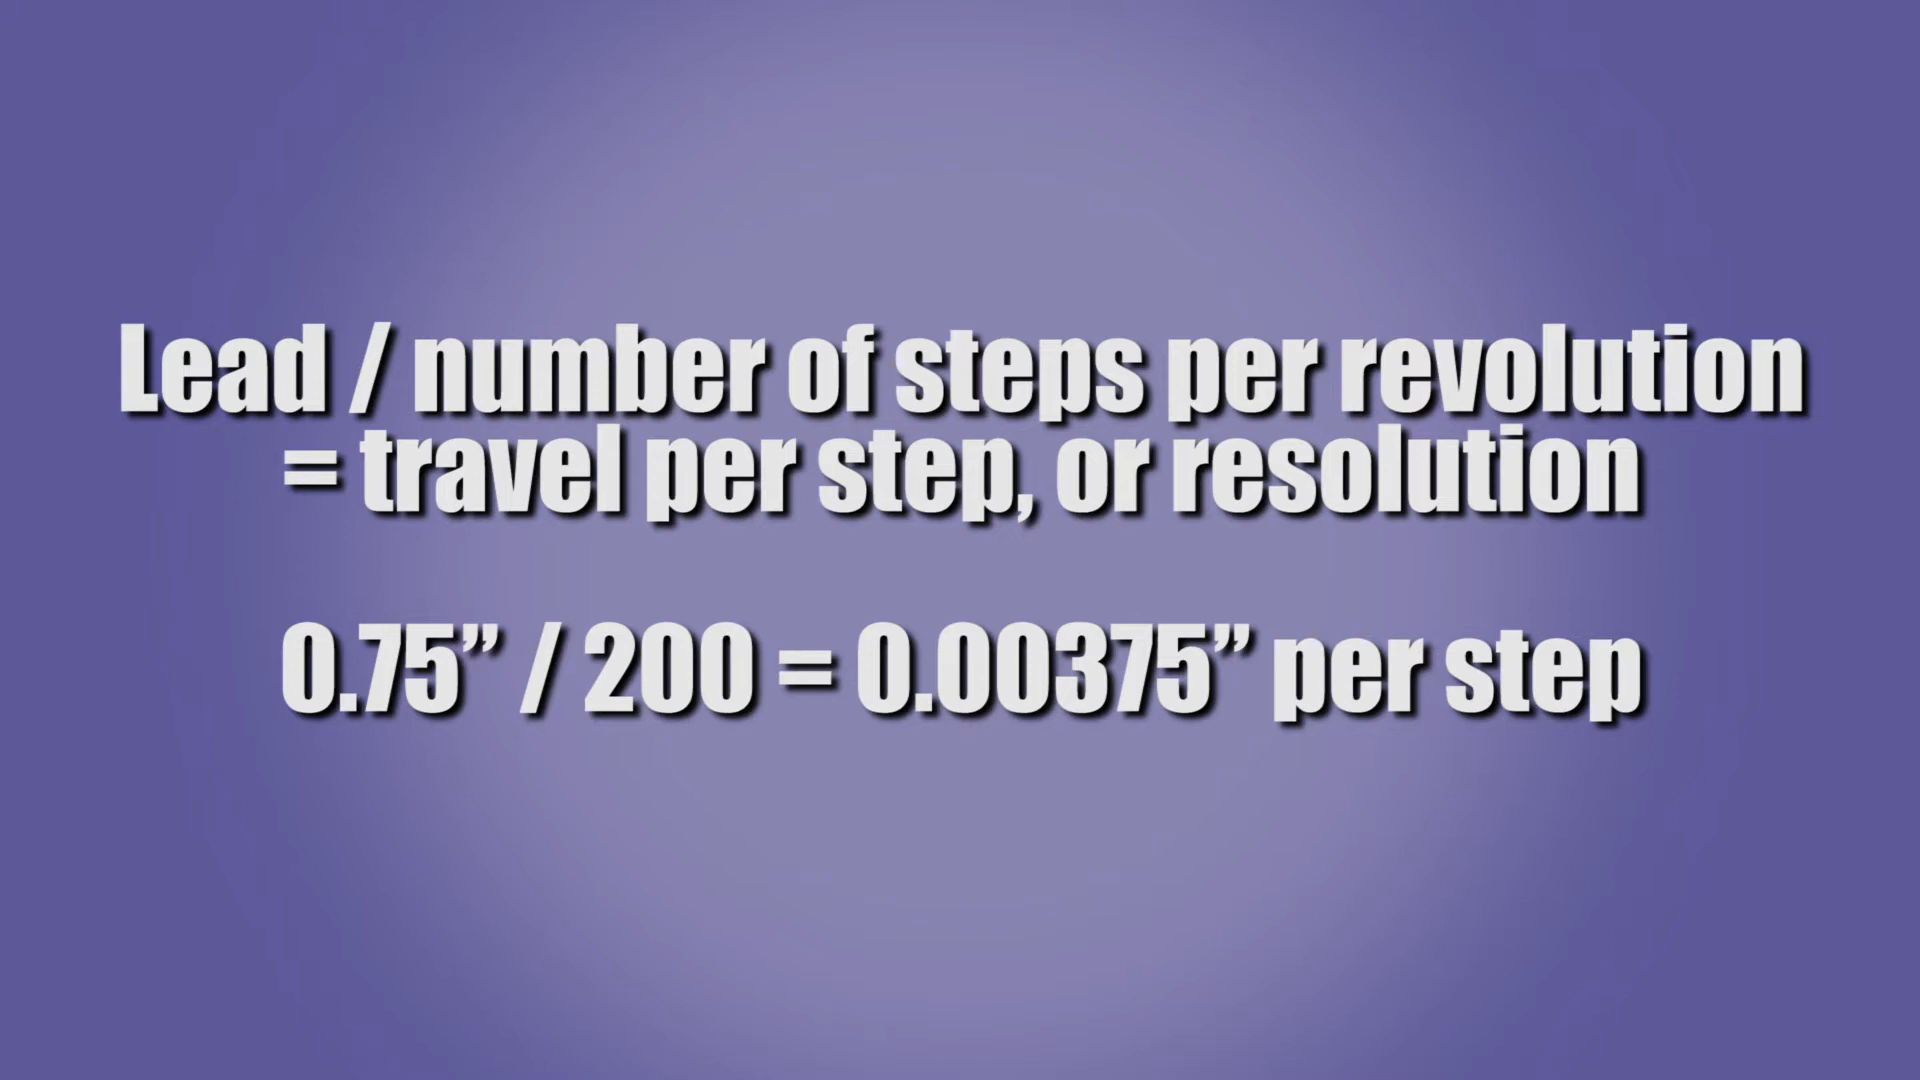 Lead / number of steps per revolution
= travel per step, or resolution
0.75” / 200 = 0.00375” per step